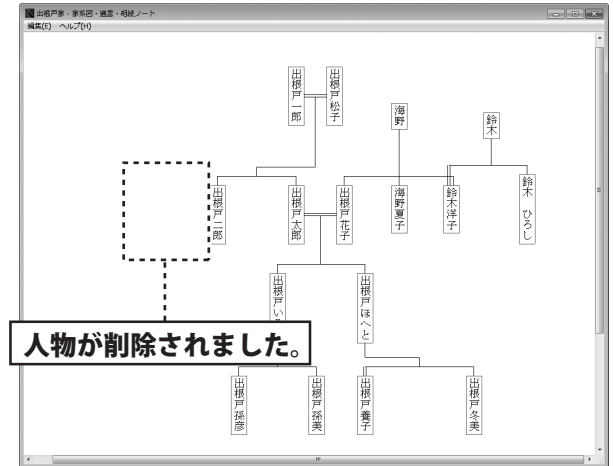 出根戸家 - 家系図・遺言・相続ノート
編集(E) ヘルプ(H)
出根戸一郎
出根戸松子
海野
鈴木
出根戸二郎
出根戸太郎
出根戸花子
海野夏子
鈴木洋子
鈴木 ひろし
出根戸い
出根戸ほへと
人物が削除されました。
出根戸孫彦
出根戸孫美
出根戸養子
出根戸冬美